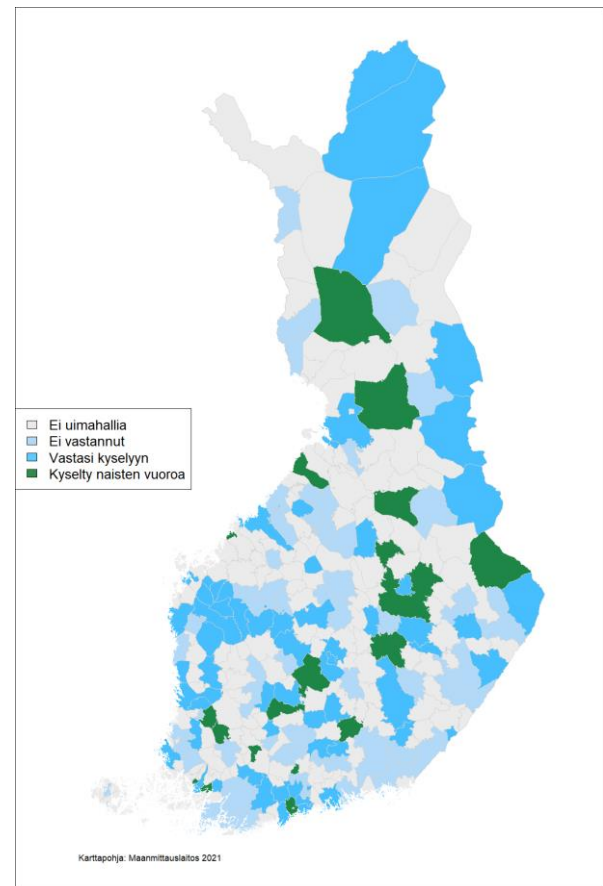 Ei uimahallia
Ei vastannut
Vastasi kyselyyn
Kyselty naisten vuoroa
Karttapohja: Maanmittauslaitos 2021